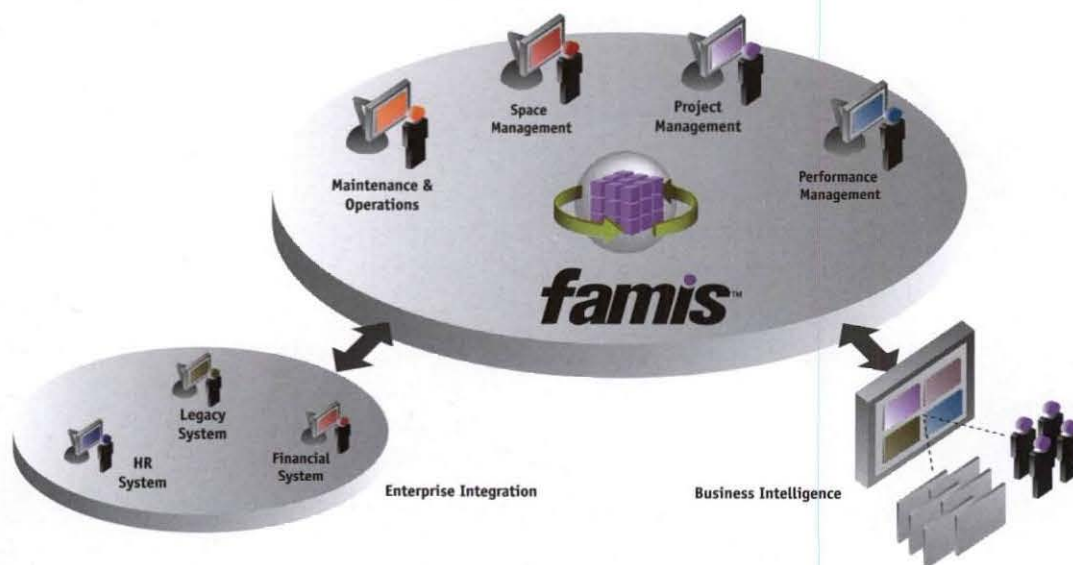 Space
Management
Project
Management
Maintenance &
Operations
Performance
Management
famis™
Legacy
System
HR
System
Financial
System
Enterprise Integration
Business Intelligence